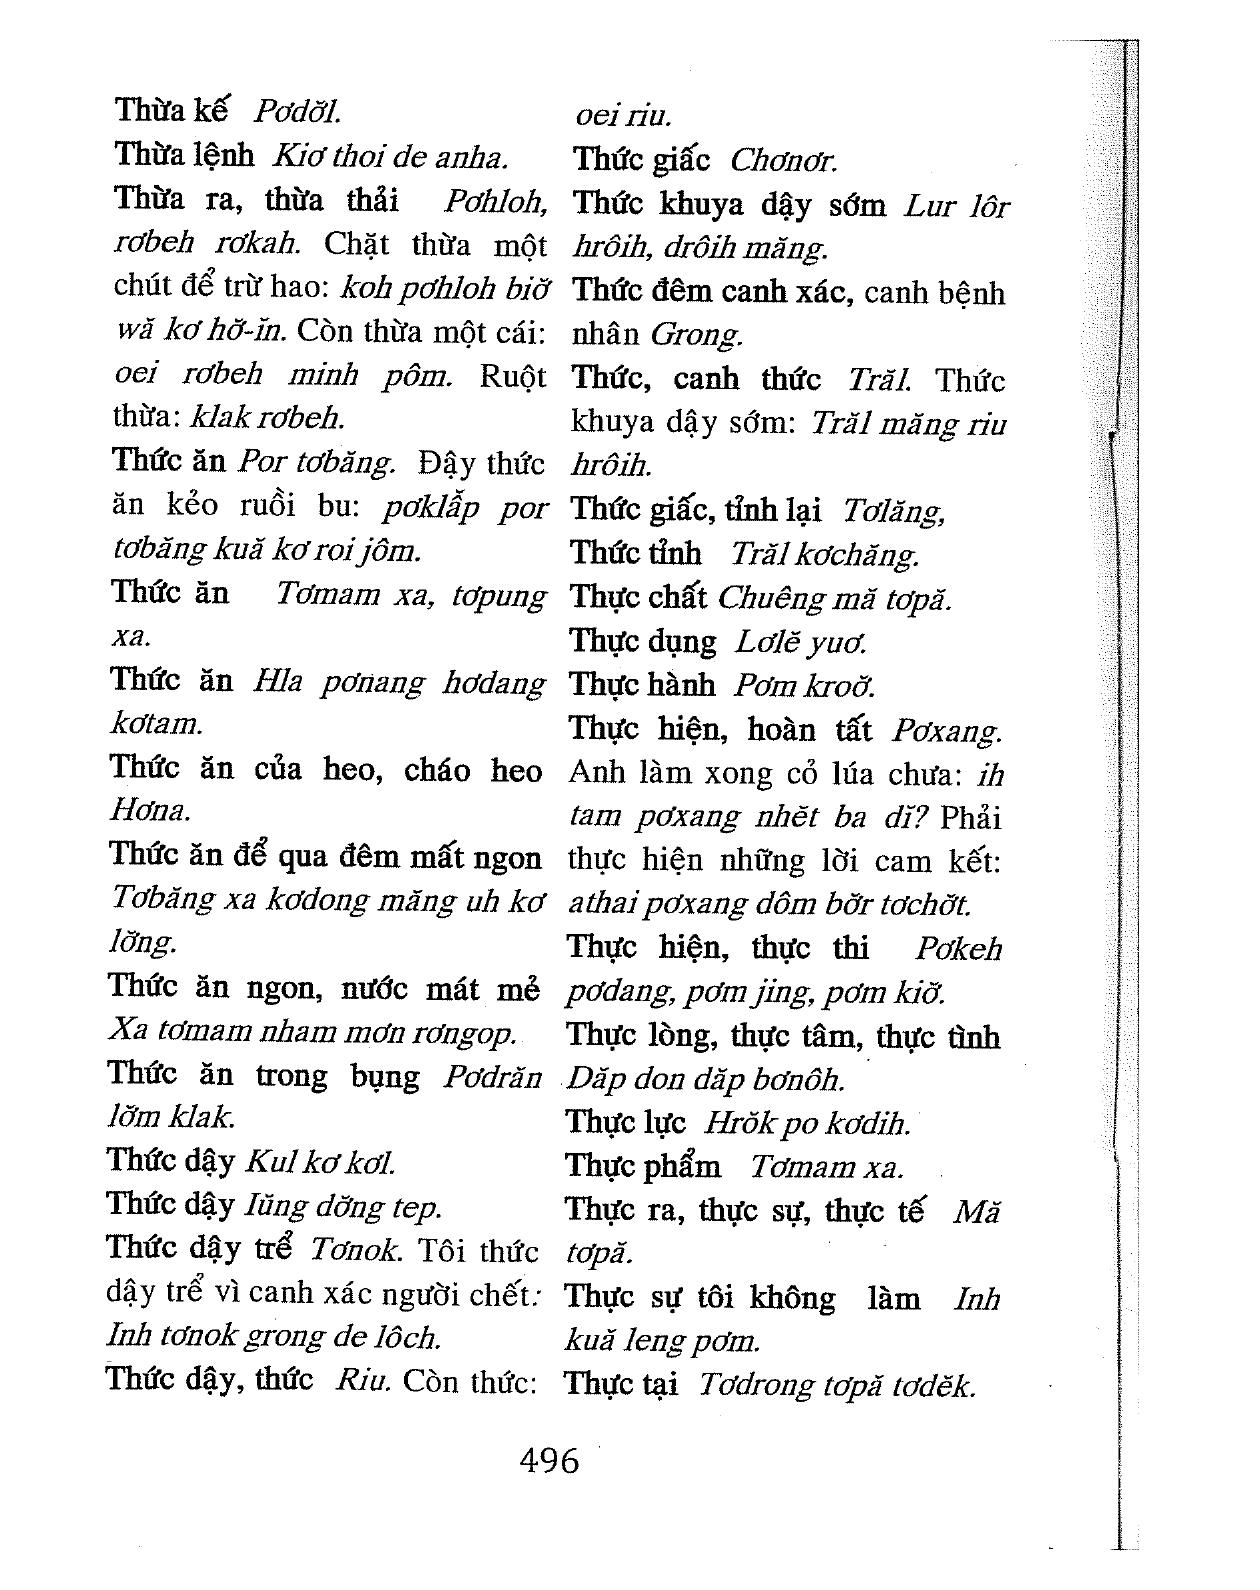 Thừa kế Pơdơ̆l.
Thừa lệnh Kiơ thoi de anha.
Thừa ra, thừa thải Pơhloh,
rơbeh rơkah. Chặt thừa một
chút để trừ hao: koh pơhloh biơ̆
wă kơ hơ̆-ĭn. Còn thừa một cái:
oei rơbeh minh pôm. Ruột
thừa: klak rơbeh.
Thức ăn Por tơbăng. Đậy thức
ăn kẻo ruồi bu: pơklẵp por
tơbăng kuă kơ roi jôm.
Thức ăn Tơmam xa, tơpung
xa.
Thức ăn Hla pơnang hơdang
kơtam.
Thức ăn của heo, cháo heo
Hơna.
Thức ăn để qua đêm mất ngon
Tơbăng xa kơdong măng uh kơ
lơ̆ng.
Thức ăn ngon, nước mát mẻ
Xa tơmam nham mơn rơngop.
Thức ăn trong bụng Pơdrăn
lơ̆m klak.
Thức dậy Kul kơ kơl.
Thức dậy Iŭng dơ̆ng tep.
Thức dậy trể Tơnok. Tôi thức
dậy trể vì canh xác người chết:
Inh tơnok grong de lôch.
Thức dậy, thức Riu. Còn thức:
oei riu.
Thức giấc Chơnơr.
Thức khuya dậy sớm Lur lôr
hrôih, drôih măng.
Thức đêm canh xác, canh bệnh
nhân Grong.
Thức, canh thức Trăl. Thức
khuya dậy sớm: Trăl măng riu
hrôih.
Thức giấc, tỉnh lại Tơlăng,
Thức tỉnh Trăl kơchăng.
Thực chất Chuêng mă tơpă.
Thực dụng Lơlĕ yuơ.
Thực hành Pơm kroơ̆.
Thực hiện, hoàn tất Pơxang.
Anh làm xong cỏ lúa chưa: ih
tam pơxang nhĕt ba dĭ? Phải
thực hiện những lời cam kết:
athai pơxang dôm bơ̆r tơchơ̆t.
Thực hiện, thực thi Pơkeh
pơdang, pơm jing, pơm kiơ̆.
Thực lòng, thực tâm, thực tình
Dăp don dăp bơnôh.
Thực lực Hrŏk po kơdih.
Thực phẩm Tơmam xa.
Thực ra, thực sự, thực tế Mă
tơpă.
Thực sự tôi không làm Inh
kuă leng pơm.
Thực tại Tơdrong tơpă tơdĕk.
496